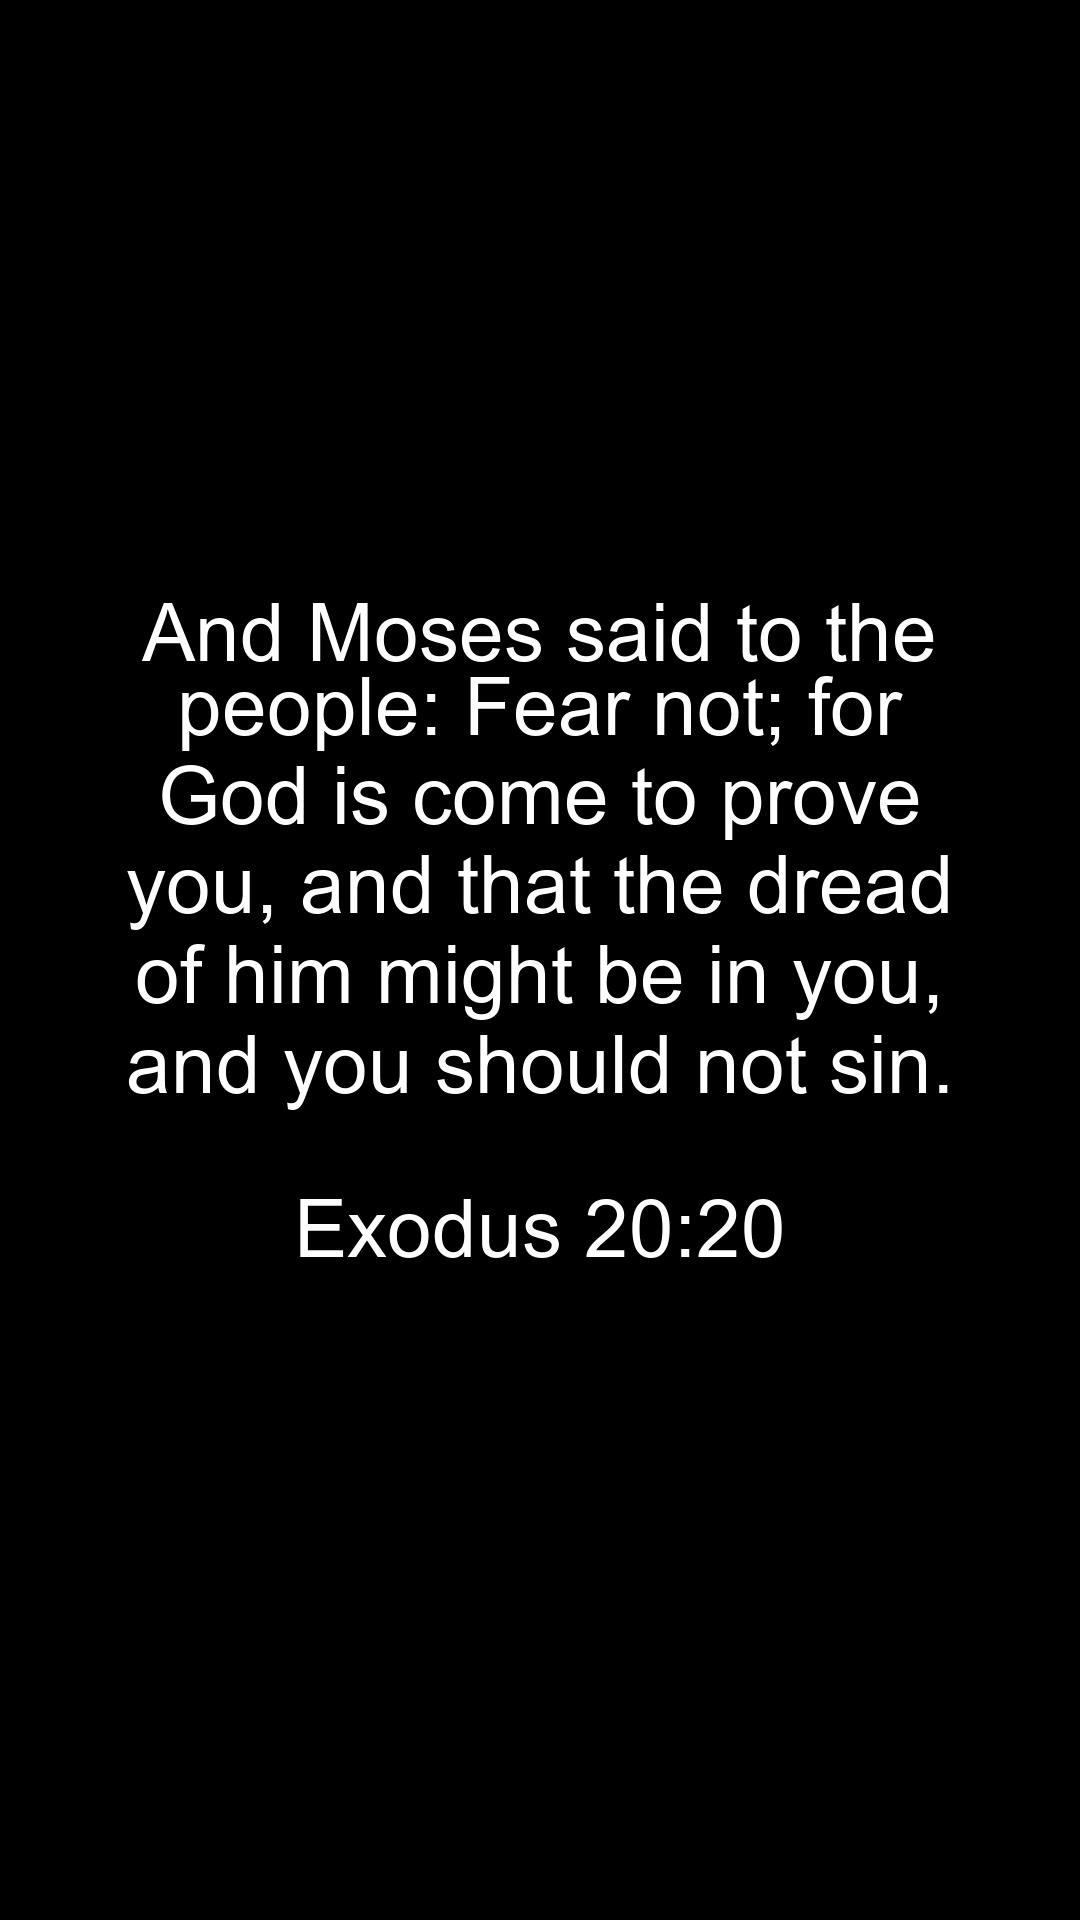 And Moses said to the
people: Fear not; for
God is come to prove
you, and that the dread
of him might be in you,
and you should not sin.
Exodus 20:20